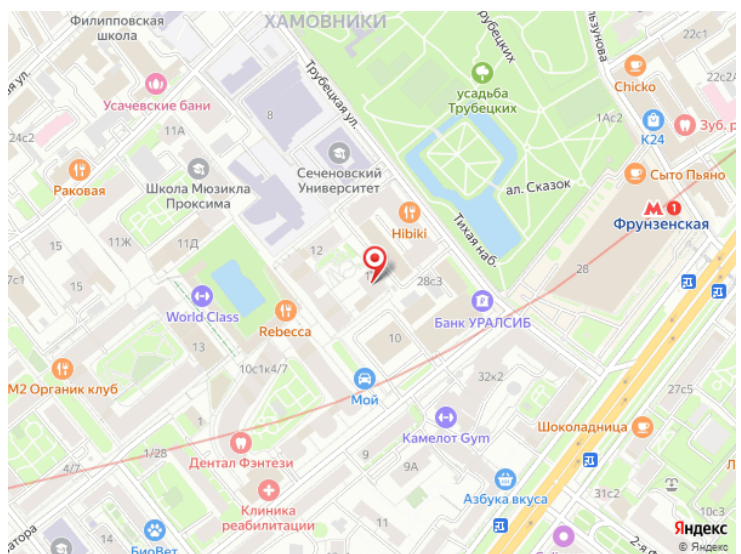 Филипповская
школа
ХАМОВНИКИ
Трубецких
22с2
Chicko
22с2А
усадьба
Трубецких
1Ас2
К24
Зуб. р
Усачевские бани
24с2
11А
8
Трубецкая ул.
Сеченовский
Университет
Раковая
Школа Мюзикла
Проксима
ал. Сказок
Сыто Пьяно
М 1
Фрунзенская
15
15
11Ж
11Д
12
Hibiki
Тихая наб.
28
28с3
World Class
Rebecca
Банк УРАЛСИБ
10
13
М2 Органик клуб
10с1к4/7
Мой
32к2
27с5
1
Камелот Gym
Шоколадница
4/7
1/28
Дентал Фэнтези
9
9А
Азбука вкуса
Клиника
реабилитации
31с2
10с3
14
18
БиоВет
2-я Ф
Яндекс
© Яндекс